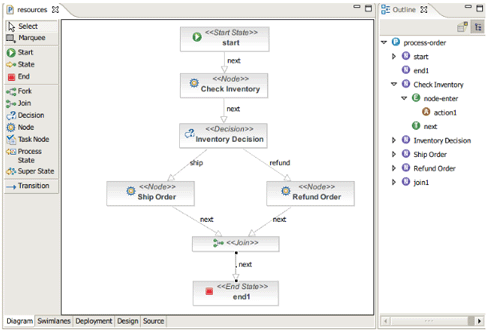 resources
Outline
Select
Marquee
Start
State
End
Fork
Join
Decision
Node
Task Node
Process
State
Super State
Transition
<<Start State>>
start
next
<<Node>>
Check Inventory
next
<<Decision>>
Inventory Decision
ship
refund
<<Node>>
Ship Order
<<Node>>
Refund Order
next
next
<<Join>>
next
<<End State>>
end1
process-order
start
end1
Check Inventory
node-enter
action1
next
Inventory Decision
Ship Order
Refund Order
join1
Diagram
Swimlanes
Deployment
Design
Source